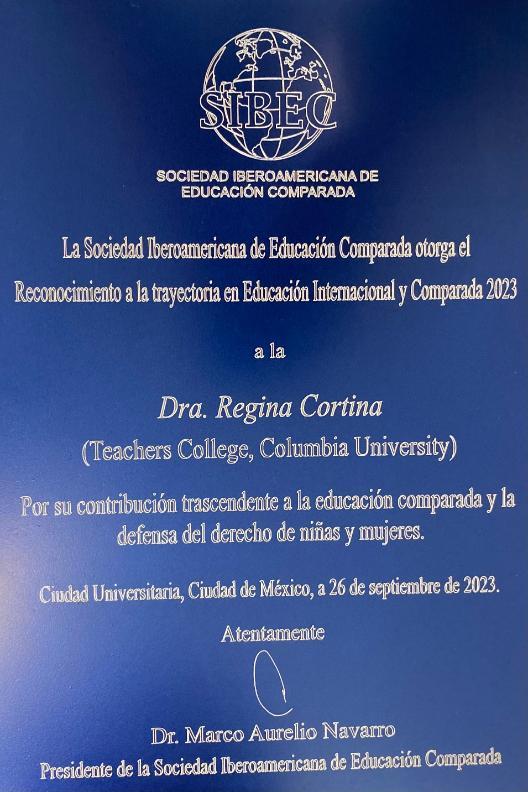 SIBEC
SOCIEDAD IBEROAMERICANA DE
EDUCACIÓN COMPARADA
La Sociedad Iberoamericana de Educación Comparada otorga el
Reconocimiento a la trayectoria en Educación Internacional y Comparada 2023
a la
Dra. Regina Cortina
(Teachers College, Columbia University)
Por su contribución trascendente a la educación comparada y la
defensa del derecho de niñas y mujeres.
Ciudad Universitaria, Ciudad de México, a 26 de septiembre de 2023.
Atentamente
Dr. Marco Aurelio Navarro
Presidente de la Sociedad Iberoamericana de Educación Comparada